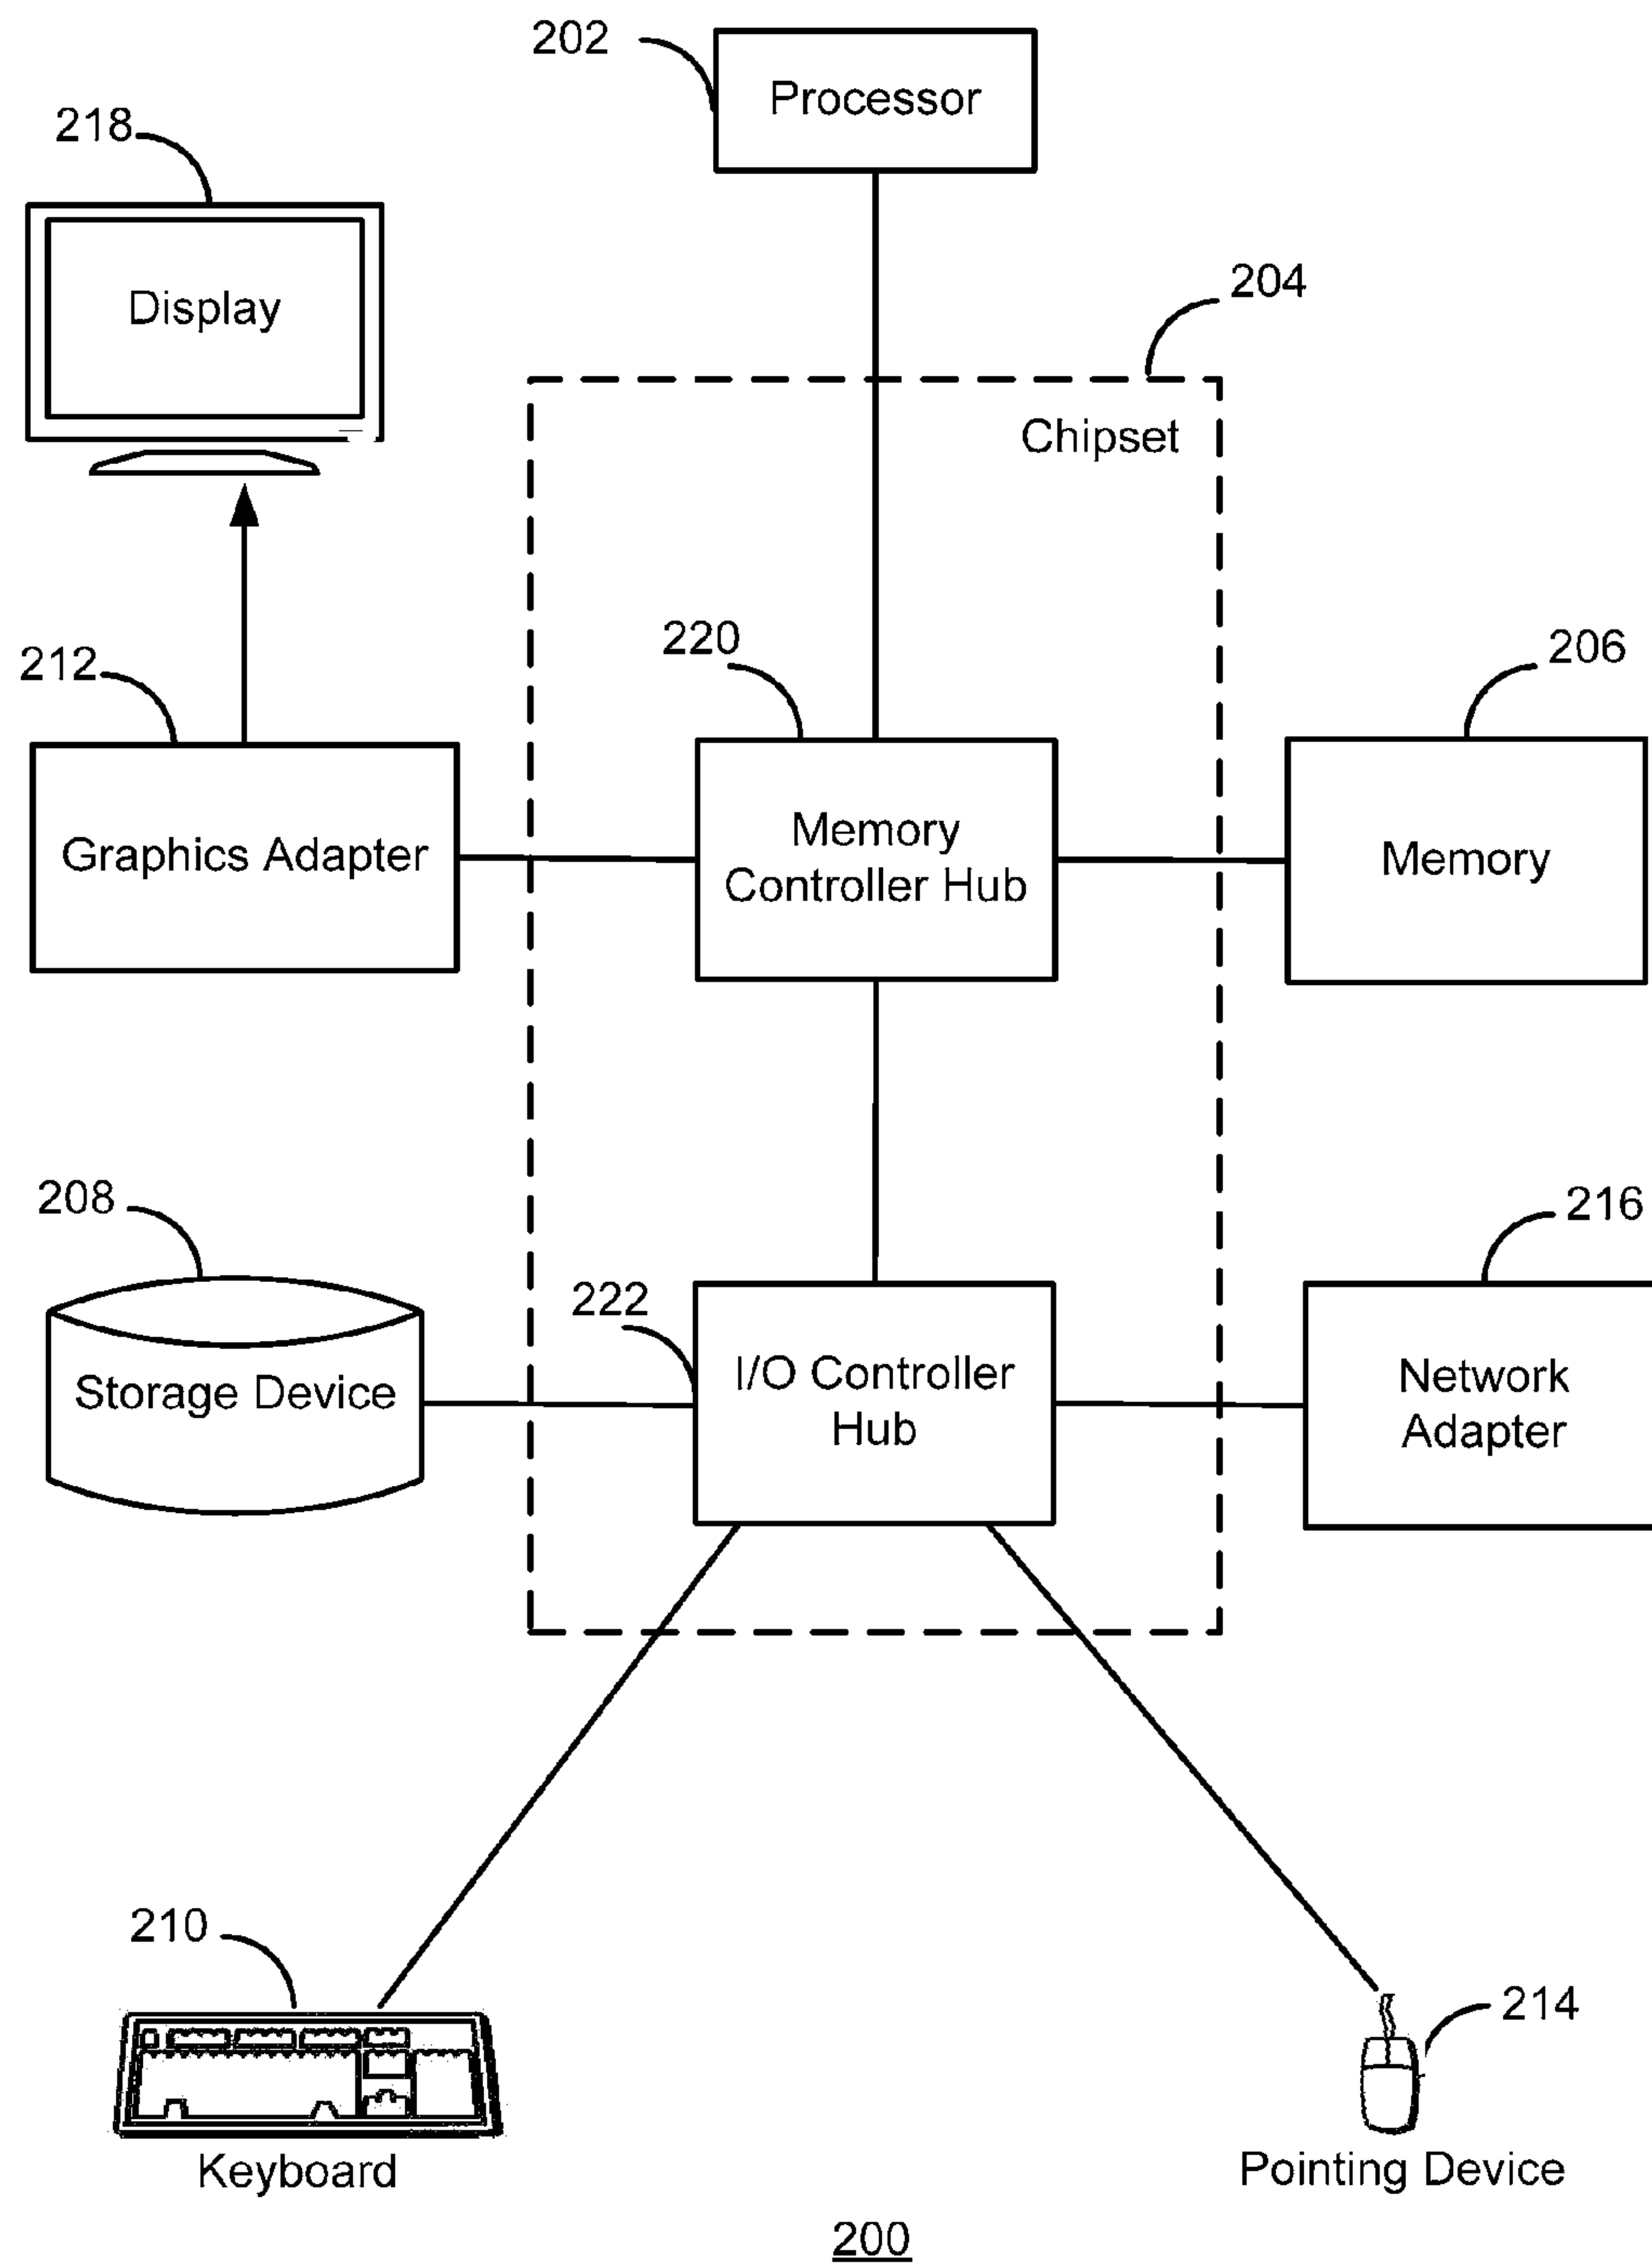 202
Processor
218
Display
204
Chipset
220
206
212
Graphics Adapter
Memory
Controller Hub
Memory
208
216
222
Storage Device
I/O Controller
Hub
Network
Adapter
210
214
Keyboard
Pointing Device
200